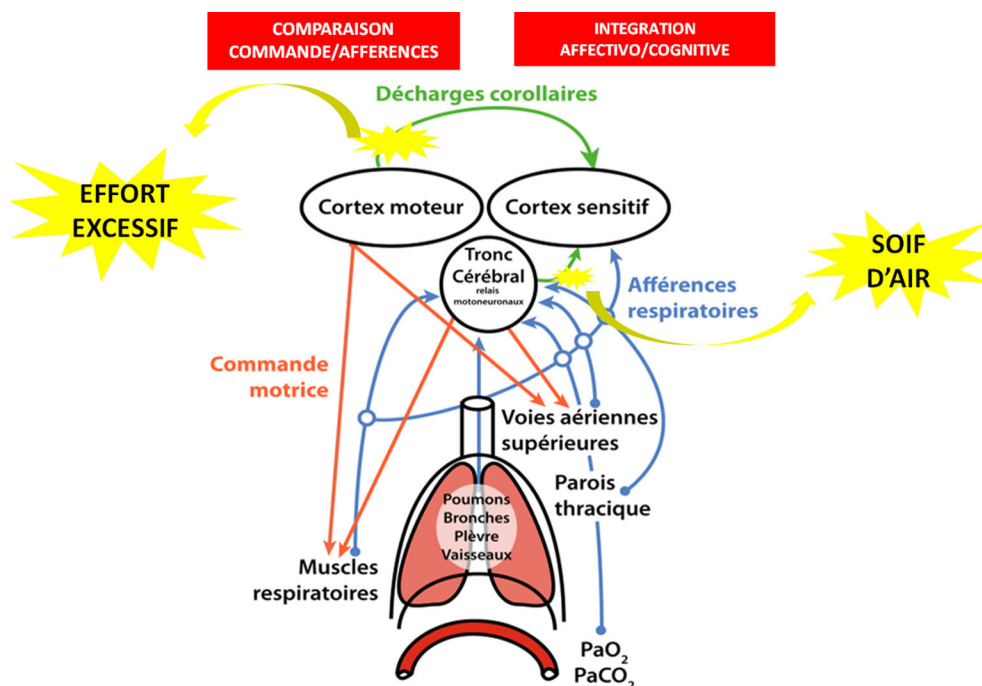 COMPARAISON
COMMANDE/AFFERENCES
INTEGRATION
AFFECTIVO/COGNITIVE
Décharges corollaires
EFFORT
EXCESSIF
Cortex moteur
Cortex sensitif
SOIF
D'AIR
Tronc
Cérébral
relais
motoneuronaux
Afférences
respiratoires
Commande
motrice
Voies aériennes
supérieures
Parois
thracique
Poumons
Bronches
Plèvre
Vaisseaux
Muscles
respiratoires
PaO₂
PaCO₂